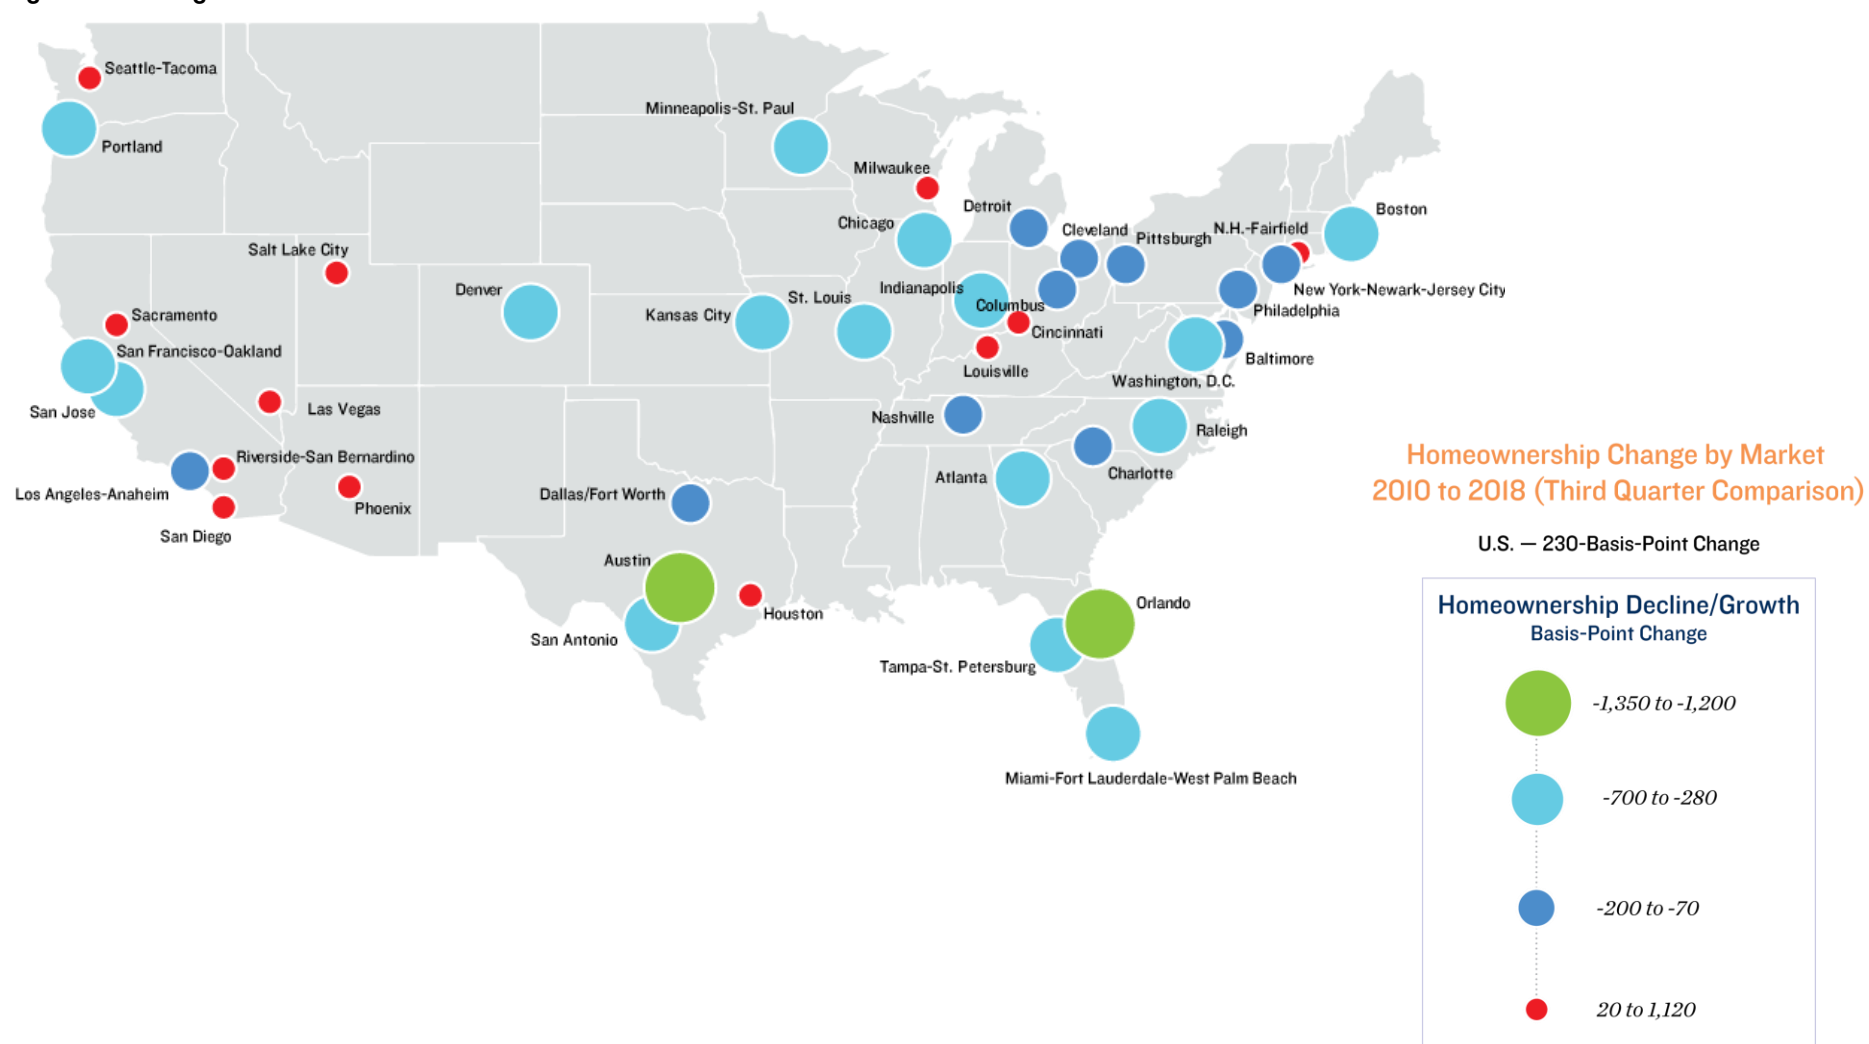 Seattle-Tacoma
Portland
Minneapolis-St. Paul
Milwaukee
Detroit
Chicago
Cleveland
Pittsburgh
N.H.-Fairfield
Boston
Salt Lake City
Denver
Kansas City
St. Louis
Indianapolis
Columbus
New York-Newark-Jersey City
Philadelphia
Sacramento
San Francisco-Oakland
Cincinnati
Louisville
Baltimore
Washington, D.C.
San Jose
Las Vegas
Nashville
Raleigh
Riverside-San Bernardino
Los Angeles-Anaheim
Phoenix
San Diego
Dallas/Fort Worth
Atlanta
Charlotte
Austin
Houston
San Antonio
Orlando
Tampa-St. Petersburg
Miami-Fort Lauderdale-West Palm Beach
Homeownership Change by Market
2010 to 2018 (Third Quarter Comparison)
U.S. — 230-Basis-Point Change
Homeownership Decline/Growth
Basis-Point Change
-1,350 to -1,200
-700 to -280
-200 to -70
20 to 1,120